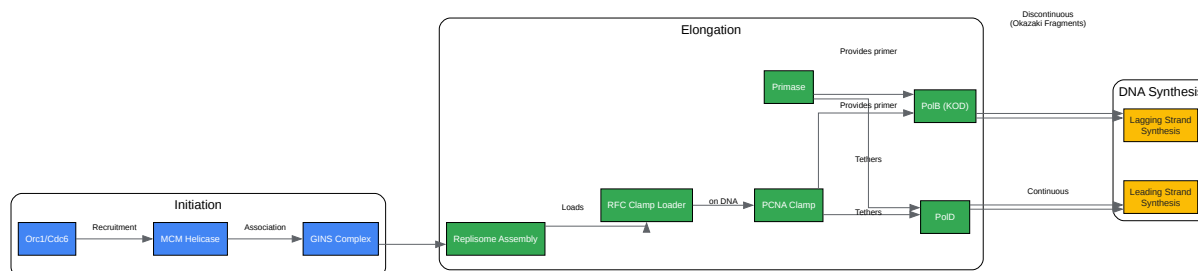 Discontinuous
(Okazaki Fragments)
Elongation
Provides primer
Primase
DNA Synthesis
PolB (KOD)
Provides primer
Lagging Strand
Synthesis
Tethers
RFC Clamp Loader
on DNA
PCNA Clamp
Continuous
Leading Strand
Synthesis
Initiation
Loads
Tethers
PolD
Orc1/Cdc6
Recruitment
MCM Helicase
Association
GINS Complex
Replisome Assembly